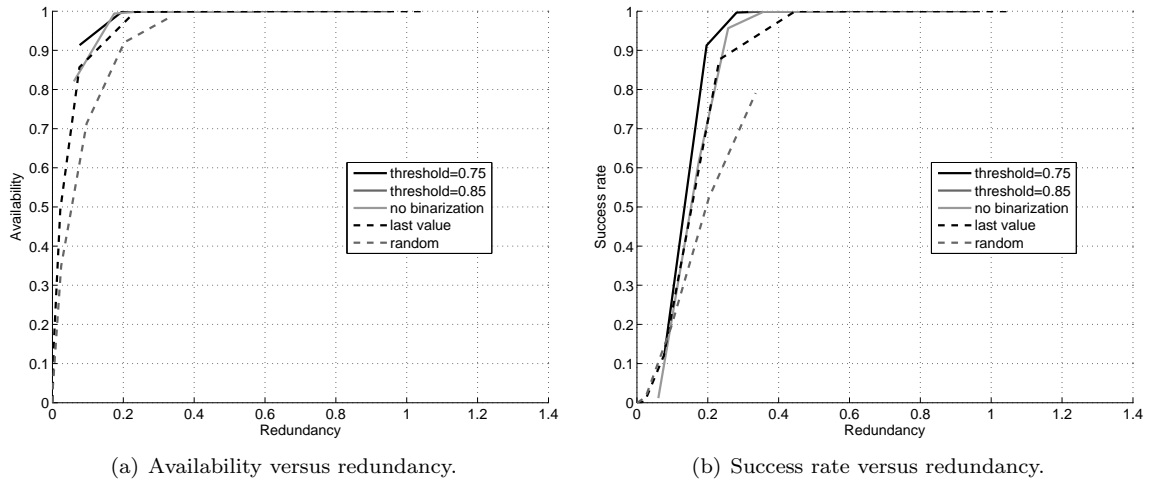 1
0.9
0.8
0.7
0.6
0.5
0.4
0.3
0.2
0.1
0
Availability
0 0.2 0.4 0.6 0.8 1 1.2 1.4
Redundancy
threshold=0.75
threshold=0.85
no binarization
last value
random
(a) Availability versus redundancy.
1
0.9
0.8
0.7
0.6
0.5
0.4
0.3
0.2
0.1
0
Success rate
0 0.2 0.4 0.6 0.8 1 1.2 1.4
Redundancy
threshold=0.75
threshold=0.85
no binarization
last value
random
(b) Success rate versus redundancy.